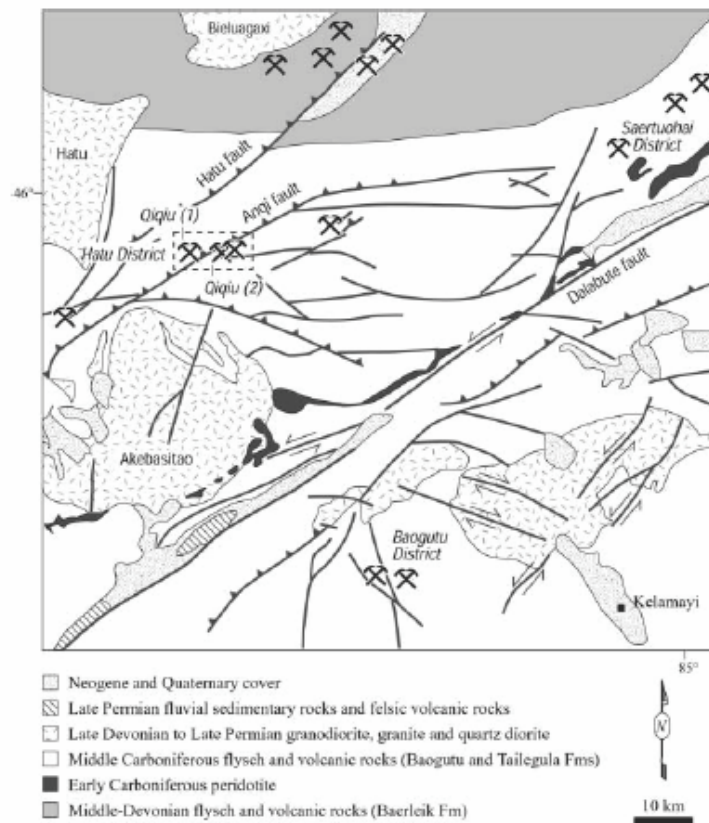 Bieluagaxi
Hatu
Saertuohai
District
Hatu fault
46°
Anqi fault
Qiqiu (1)
Hatu District
Qiqiu (2)
Dalabute fault
Akebasitao
Baogutu
District
Kelamayi
85°
Neogene and Quaternary cover
Late Permian fluvial sedimentary rocks and felsic volcanic rocks
Late Devonian to Late Permian granodiorite, granite and quartz diorite
Middle Carboniferous flysch and volcanic rocks (Baogutu and Tailegula Fms)
Early Carboniferous peridotite
Middle-Devonian flysch and volcanic rocks (Baerleik Fm)
N
10 km